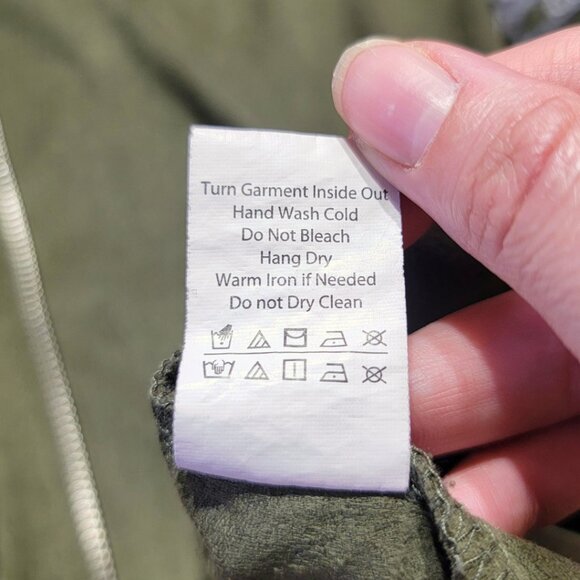 Turn Garment Inside Out
Hand Wash Cold
Do Not Bleach
Hang Dry
Warm Iron if Needed
Do not Dry Clean